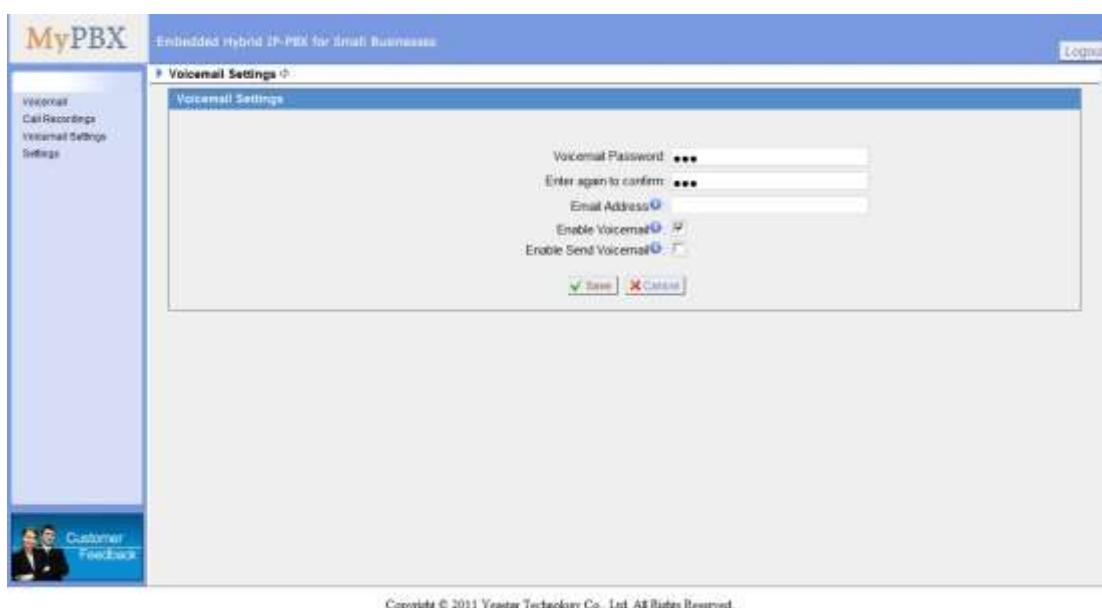 MyPBX
Embedded Hybrid IP-PBX for Small Businesses
Logou
Voicemail Settings
Voicemail
Call Recordings
Voicemail Settings
Settings
Voicemail Settings
Voicemail Password:
Enter again to confirm:
Email Address
Enable Voicemail
Enable Send Voicemail
Save
Cancel
Customer
Feedback
Copyright © 2011 Yeastar Technology Co., Ltd. All Rights Reserved.